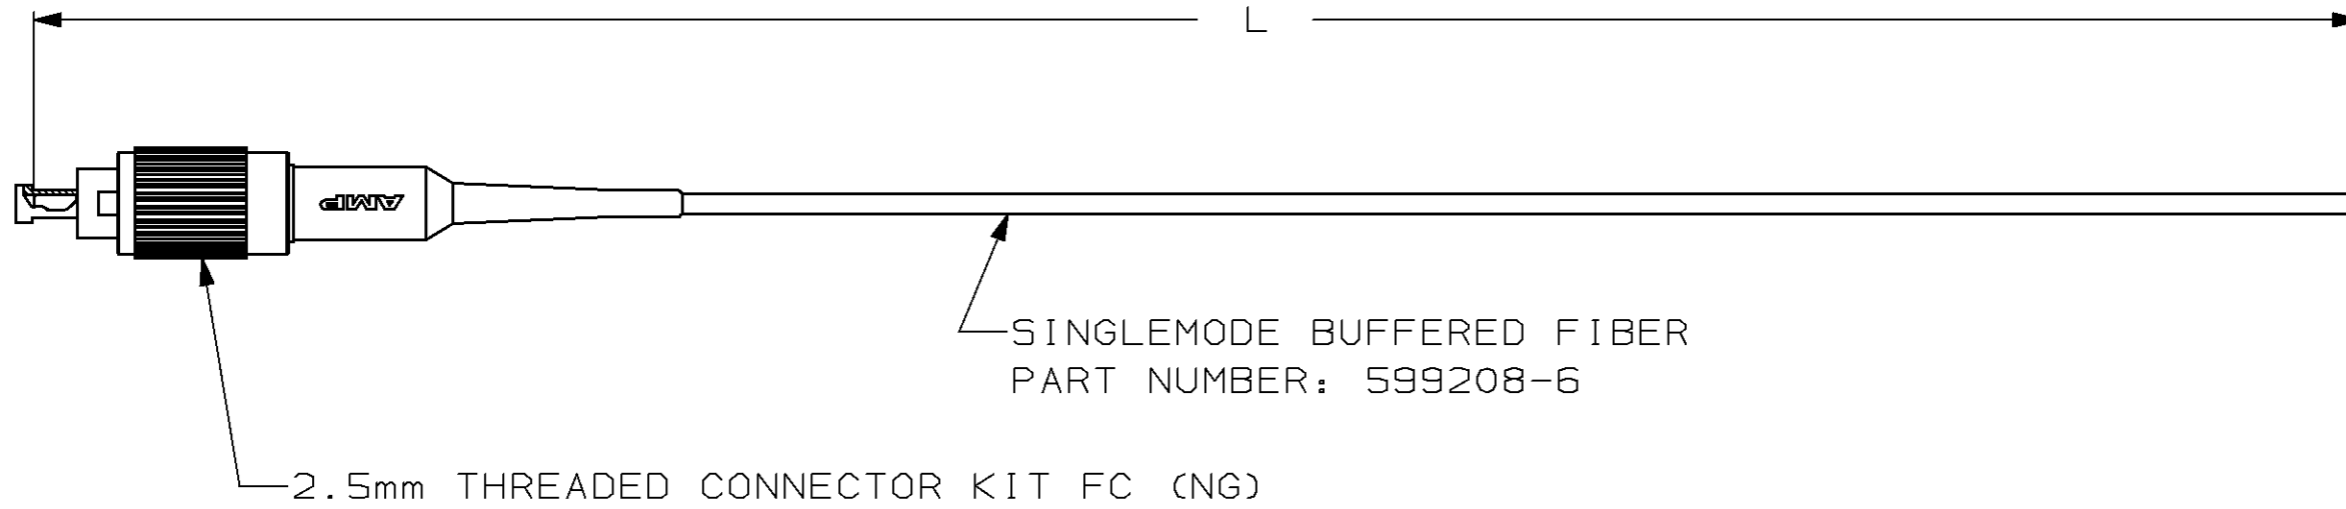 L
AMP
SINGLEMODE BUFFERED FIBER
PART NUMBER: 599208-6
2.5mm THREADED CONNECTOR KIT FC (NG)